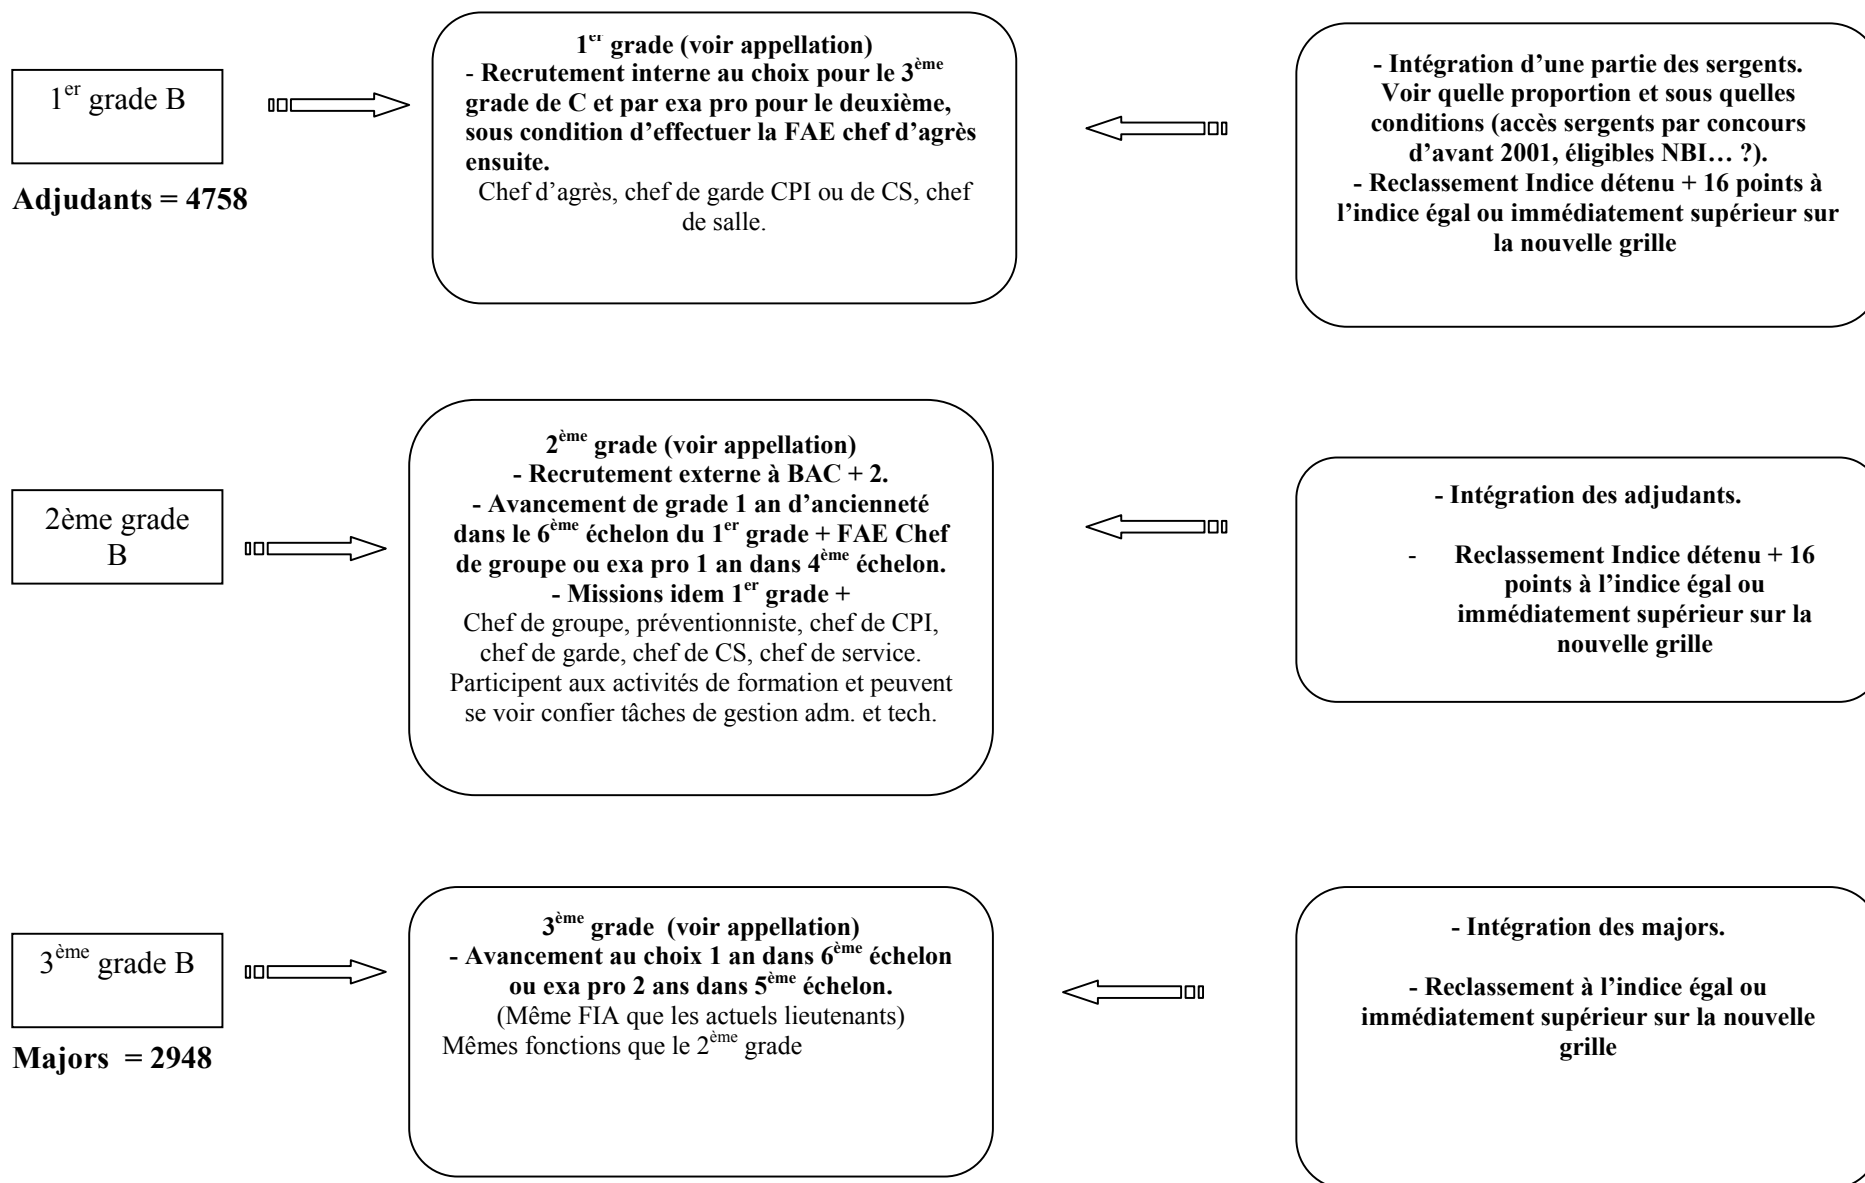 1er grade B
Adjudants = 4758
1er grade (voir appellation)
- Recrutement interne au choix pour le 3ème
grade de C et par exa pro pour le deuxième,
sous condition d'effectuer la FAE chef d'agrès
ensuite.
Chef d'agrès, chef de garde CPI ou de CS, chef
de salle.
- Intégration d'une partie des sergents.
Voir quelle proportion et sous quelles
conditions (accès sergents par concours
d'avant 2001, éligibles NBI… ?).
- Reclassement Indice détenu + 16 points à
l'indice égal ou immédiatement supérieur sur
la nouvelle grille
2ème grade
B
2ème grade (voir appellation)
- Recrutement externe à BAC + 2.
- Avancement de grade 1 an d'ancienneté
dans le 6ème échelon du 1er grade + FAE Chef
de groupe ou exa pro 1 an dans 4ème échelon.
- Missions idem 1er grade +
Chef de groupe, préventionniste, chef de CPI,
chef de garde, chef de CS, chef de service.
Participent aux activités de formation et peuvent
se voir confier tâches de gestion adm. et tech.
- Intégration des adjudants.
- Reclassement Indice détenu + 16
points à l'indice égal ou
immédiatement supérieur sur la
nouvelle grille
3ème grade B
Majors = 2948
3ème grade (voir appellation)
- Avancement au choix 1 an dans 6ème échelon
ou exa pro 2 ans dans 5ème échelon.
(Même FIA que les actuels lieutenants)
Mêmes fonctions que le 2ème grade
- Intégration des majors.
- Reclassement à l'indice égal ou
immédiatement supérieur sur la nouvelle
grille